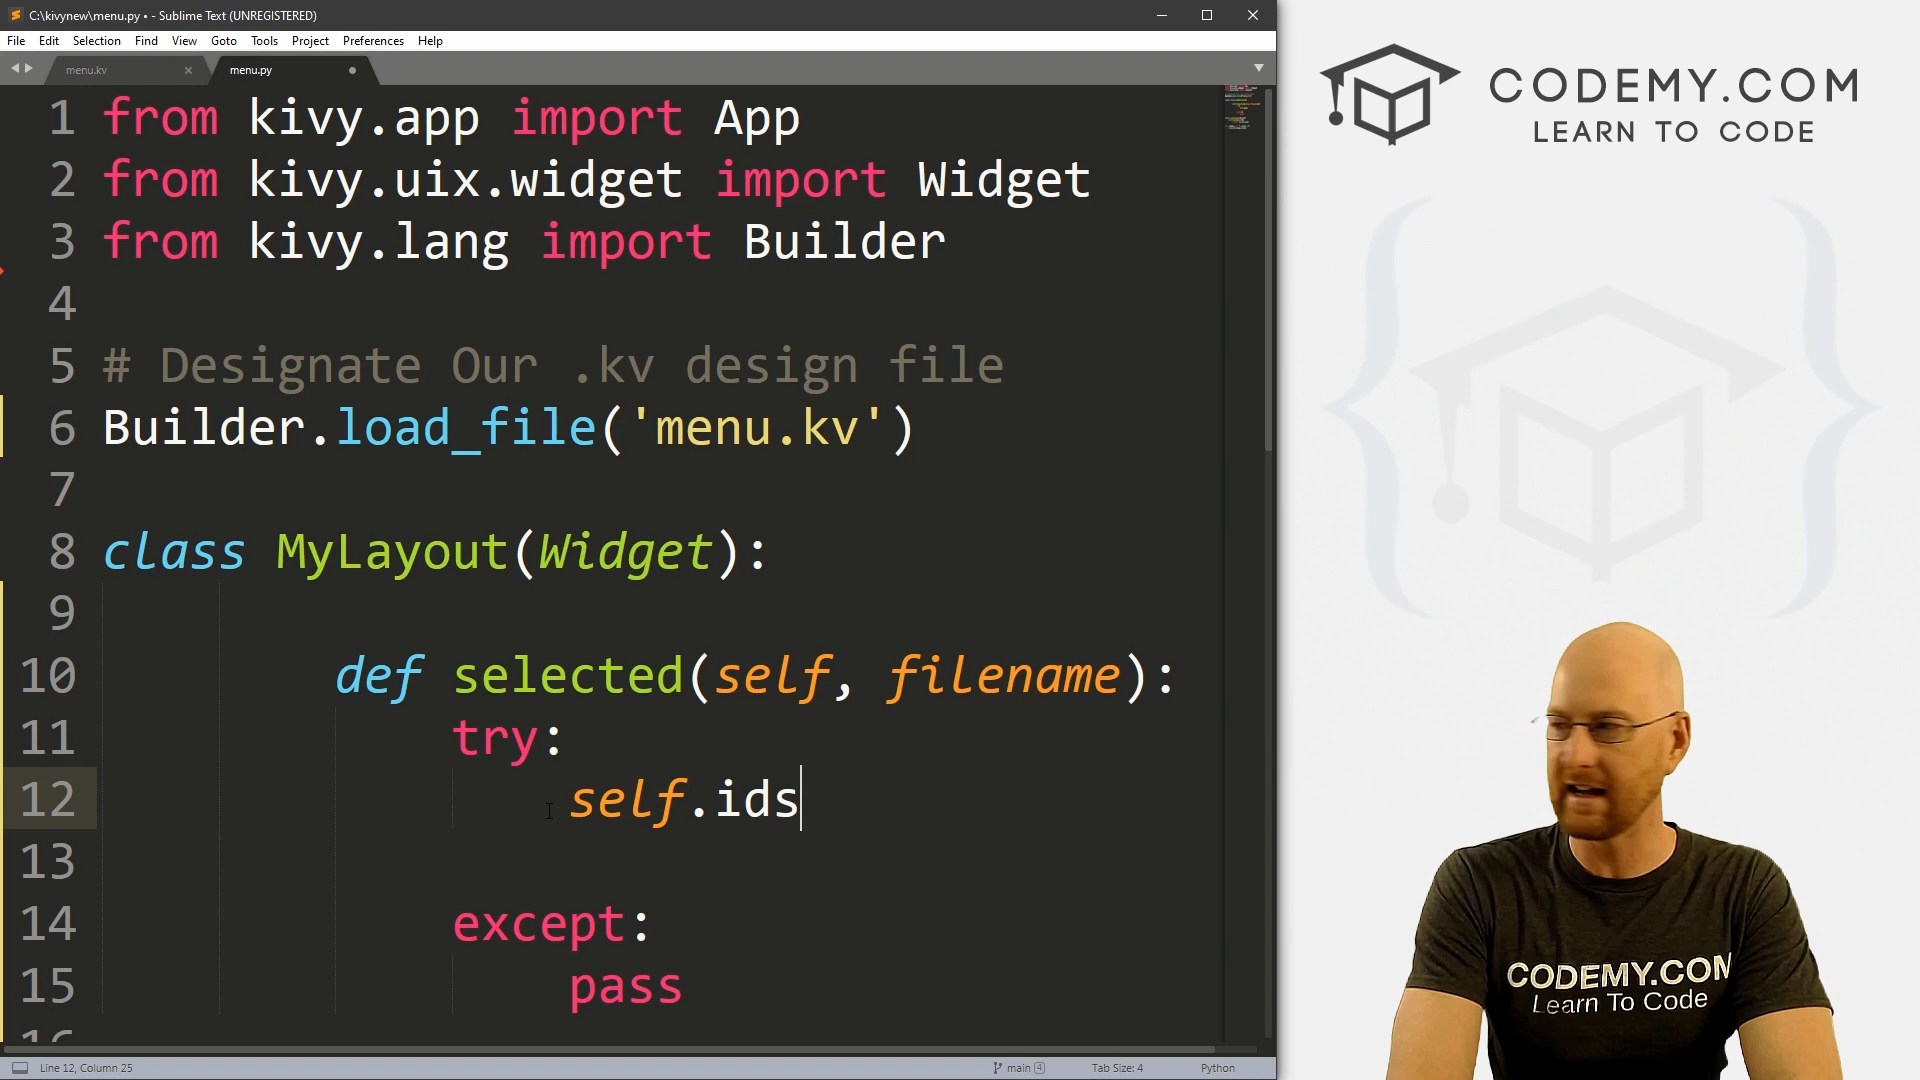 C:\kivynew\menu.py • - Sublime Text (UNREGISTERED)
File Edit Selection Find View Goto Tools Project Preferences Help
menu.kv
menu.py
1 from kivy.app import App
2 from kivy.uix.widget import Widget
3 from kivy.lang import Builder
4
5 # Designate Our .kv design file
6 Builder.load_file('menu.kv')
7
8 class MyLayout(Widget):
9
10 def selected(self, filename):
11 try:
12 self.ids
13
14 except:
15 pass
16
Line 12, Column 25
main 4
Tab Size: 4
Python
CODEMY.COM
LEARN TO CODE
CODEMY.COM
Learn To Code